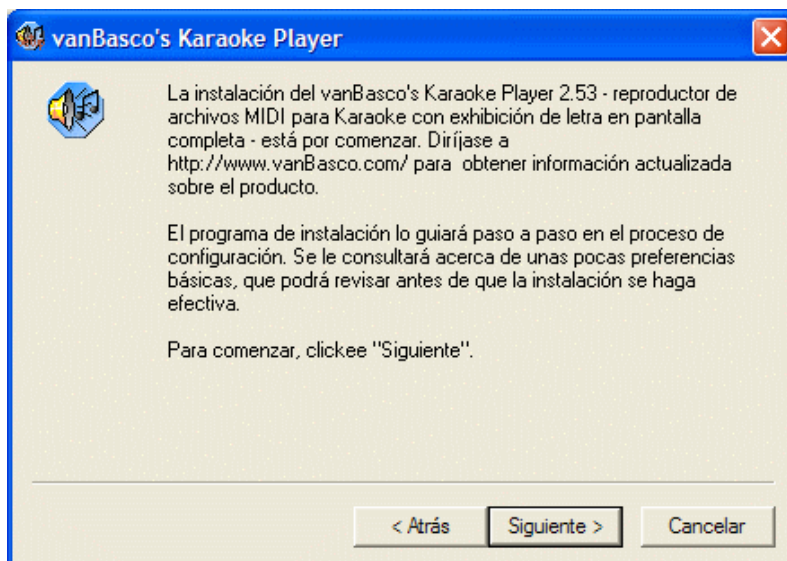 vanBasco's Karaoke Player
La instalación del vanBasco's Karaoke Player 2.53 - reproductor de
archivos MIDI para Karaoke con exhibición de letra en pantalla
completa - está por comenzar. Diríjase a
http://www.vanBasco.com/ para  obtener información actualizada
sobre el producto.
El programa de instalación lo guiará paso a paso en el proceso de
configuración. Se le consultará acerca de unas pocas preferencias
básicas, que podrá revisar antes de que la instalación se haga
efectiva.
Para comenzar, clickee "Siguiente".
< Atrás
Siguiente >
Cancelar